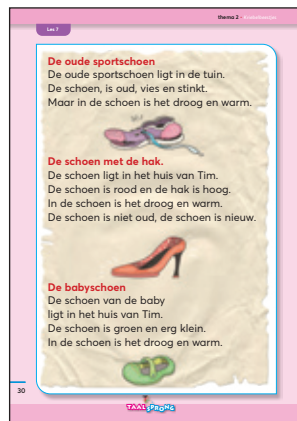 thema 2 •
Les 7
De oude sportschoen
De oude sportschoen ligt in de tuin.
De schoen, is oud, vies en stinkt.
Maar in de schoen is het droog en warm.
De schoen met de hak.
De schoen ligt in het huis van Tim.
De schoen is rood en de hak is hoog.
In de schoen is het droog en warm.
De schoen is niet oud, de schoen is nieuw.
De babyschoen
De schoen van de baby
ligt in het huis van Tim.
De schoen is groen en erg klein.
In de schoen is het droog en warm.
30
TAALSPRONG